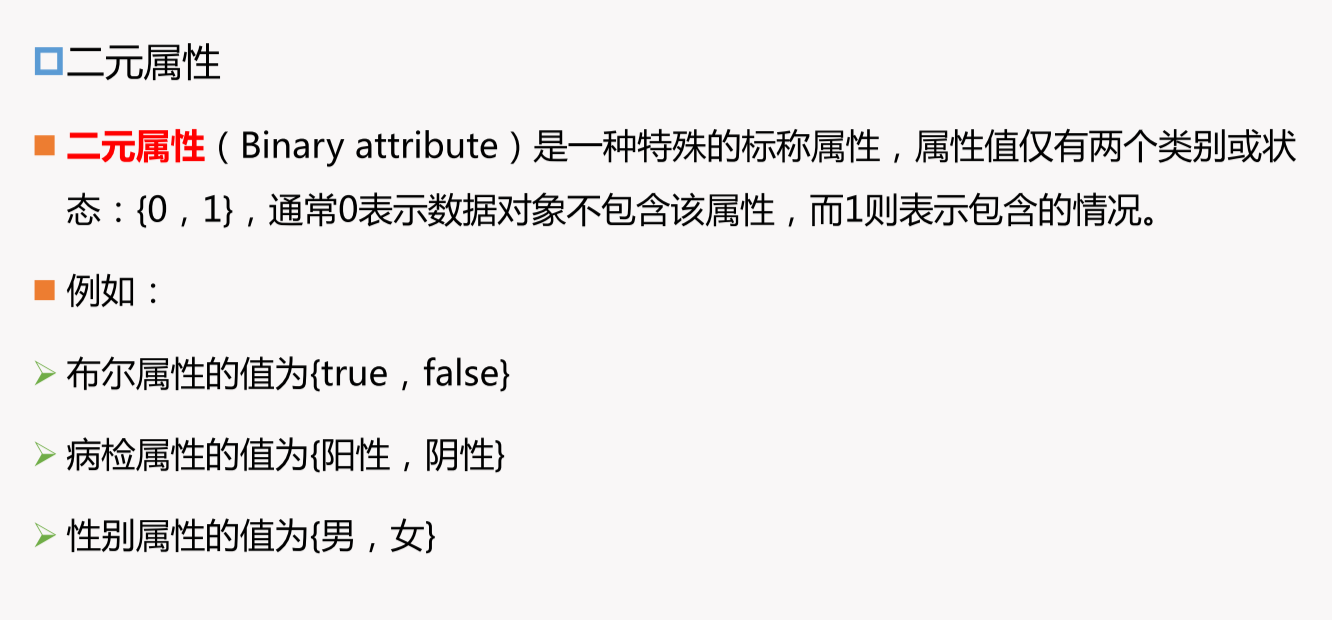 二元属性
二元属性（Binary attribute）是一种特殊的标称属性，属性值仅有两个类别或状
态：{0，1}，通常0表示数据对象不包含该属性，而1则表示包含的情况。
例如：
布尔属性的值为{true，false}
病检属性的值为{阳性，阴性}
性别属性的值为{男，女}